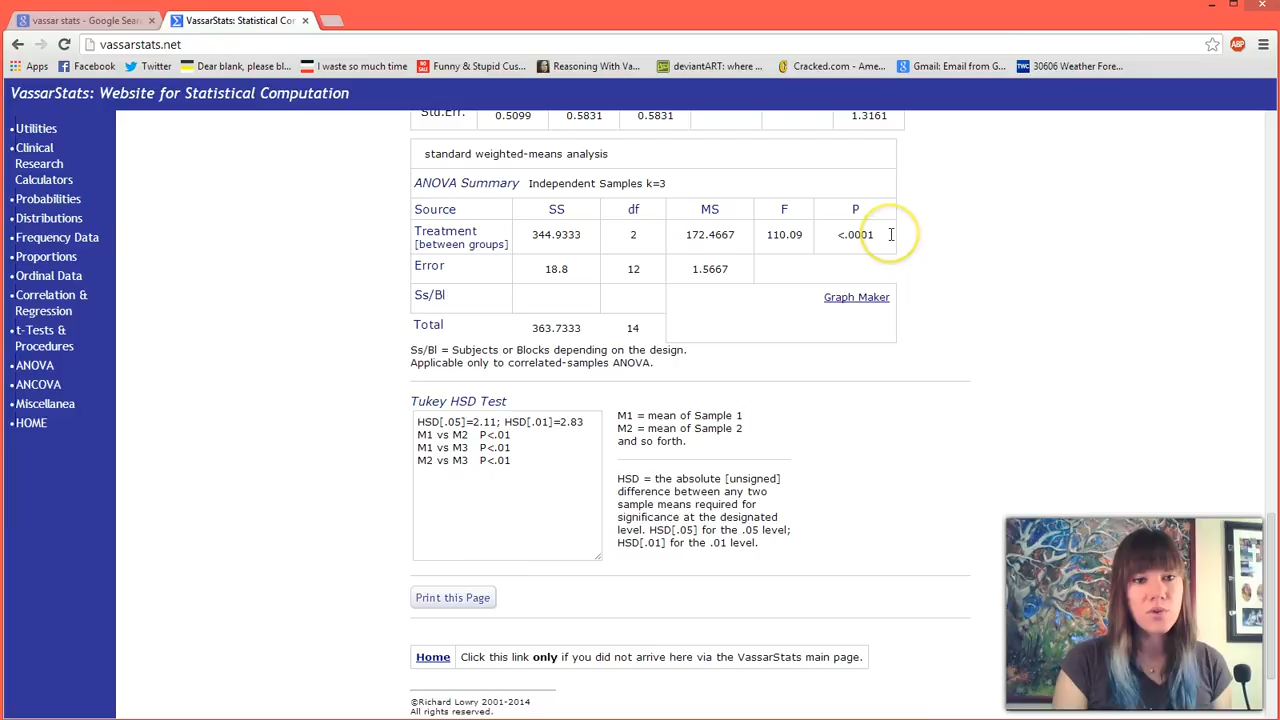 vassar stats - Google Sear
VassarStats: Statistical Co
vassarstats.net
ABP
Apps
Facebook
Twitter
Dear blank, please bl...
I waste so much time
Funny & Stupid Cus...
Reasoning With Va...
deviantART: where ...
Cracked.com - Ame...
Gmail: Email from G...
TWC
30606 Weather Fore...
VassarStats: Website for Statistical Computation
Utilities
Clinical
Research
Calculators
Probabilities
Distributions
Frequency Data
Proportions
Ordinal Data
Correlation &
Regression
t-Tests &
Procedures
ANOVA
ANCOVA
Miscellanea
HOME
Std.Err. 0.5099 0.5831 0.5831 1.3161
standard weighted-means analysis
ANOVA Summary Independent Samples k=3
Source SS df MS F P
Treatment
[between groups] 344.9333 2 172.4667 110.09 <.0001
Error 18.8 12 1.5667
Ss/Bl
Graph Maker
Total 363.7333 14
Ss/Bl = Subjects or Blocks depending on the design.
Applicable only to correlated-samples ANOVA.
Tukey HSD Test
HSD[.05]=2.11; HSD[.01]=2.83
M1 vs M2 P<.01
M1 vs M3 P<.01
M2 vs M3 P<.01
M1 = mean of Sample 1
M2 = mean of Sample 2
and so forth.
HSD = the absolute [unsigned]
difference between any two
sample means required for
significance at the designated
level. HSD[.05] for the .05 level;
HSD[.01] for the .01 level.
Print this Page
Home Click this link only if you did not arrive here via the VassarStats main page.
©Richard Lowry 2001-2014
All rights reserved.